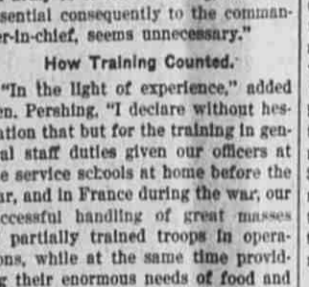 sential consequently to the comman-
er-in-chief, seems unnecessary."
How Training Counted.
"In the light of experience," added
en. Pershing, "I declare without hes-
ation that but for the training in gen-
al staff duties given our officers at
e service schools at home before the
ar, and in France during the war, our
ccessful handling of great masses
partially trained troops in opera-
ons, while at the same time provid-
g their enormous needs of food and